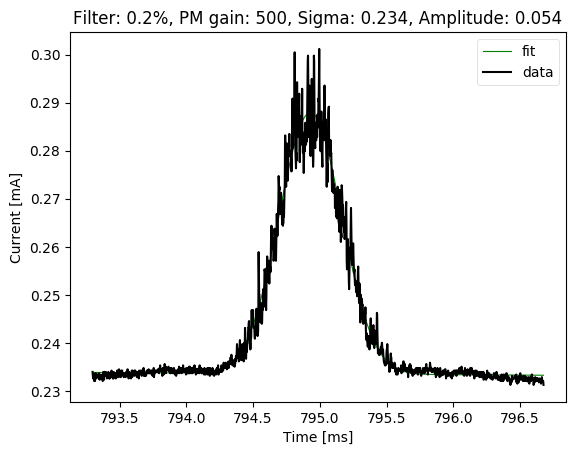 Filter: 0.2%, PM gain: 500, Sigma: 0.234, Amplitude: 0.054
fit
data
Current [mA]
0.30
0.29
0.28
0.27
0.26
0.25
0.24
0.23
793.5 794.0 794.5 795.0 795.5 796.0 796.5
Time [ms]